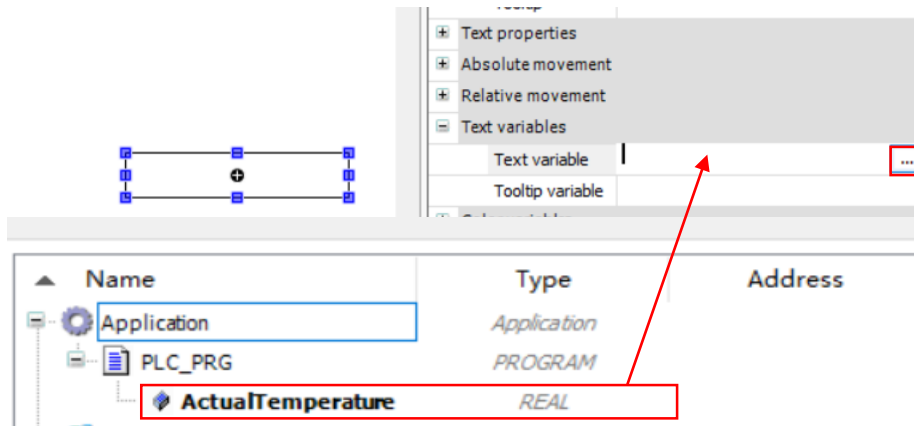 Text properties
Absolute movement
Relative movement
Text variables
Text variable ...
Tooltip variable
Name Type Address
Application Application
PLC_PRG PROGRAM
ActualTemperature REAL